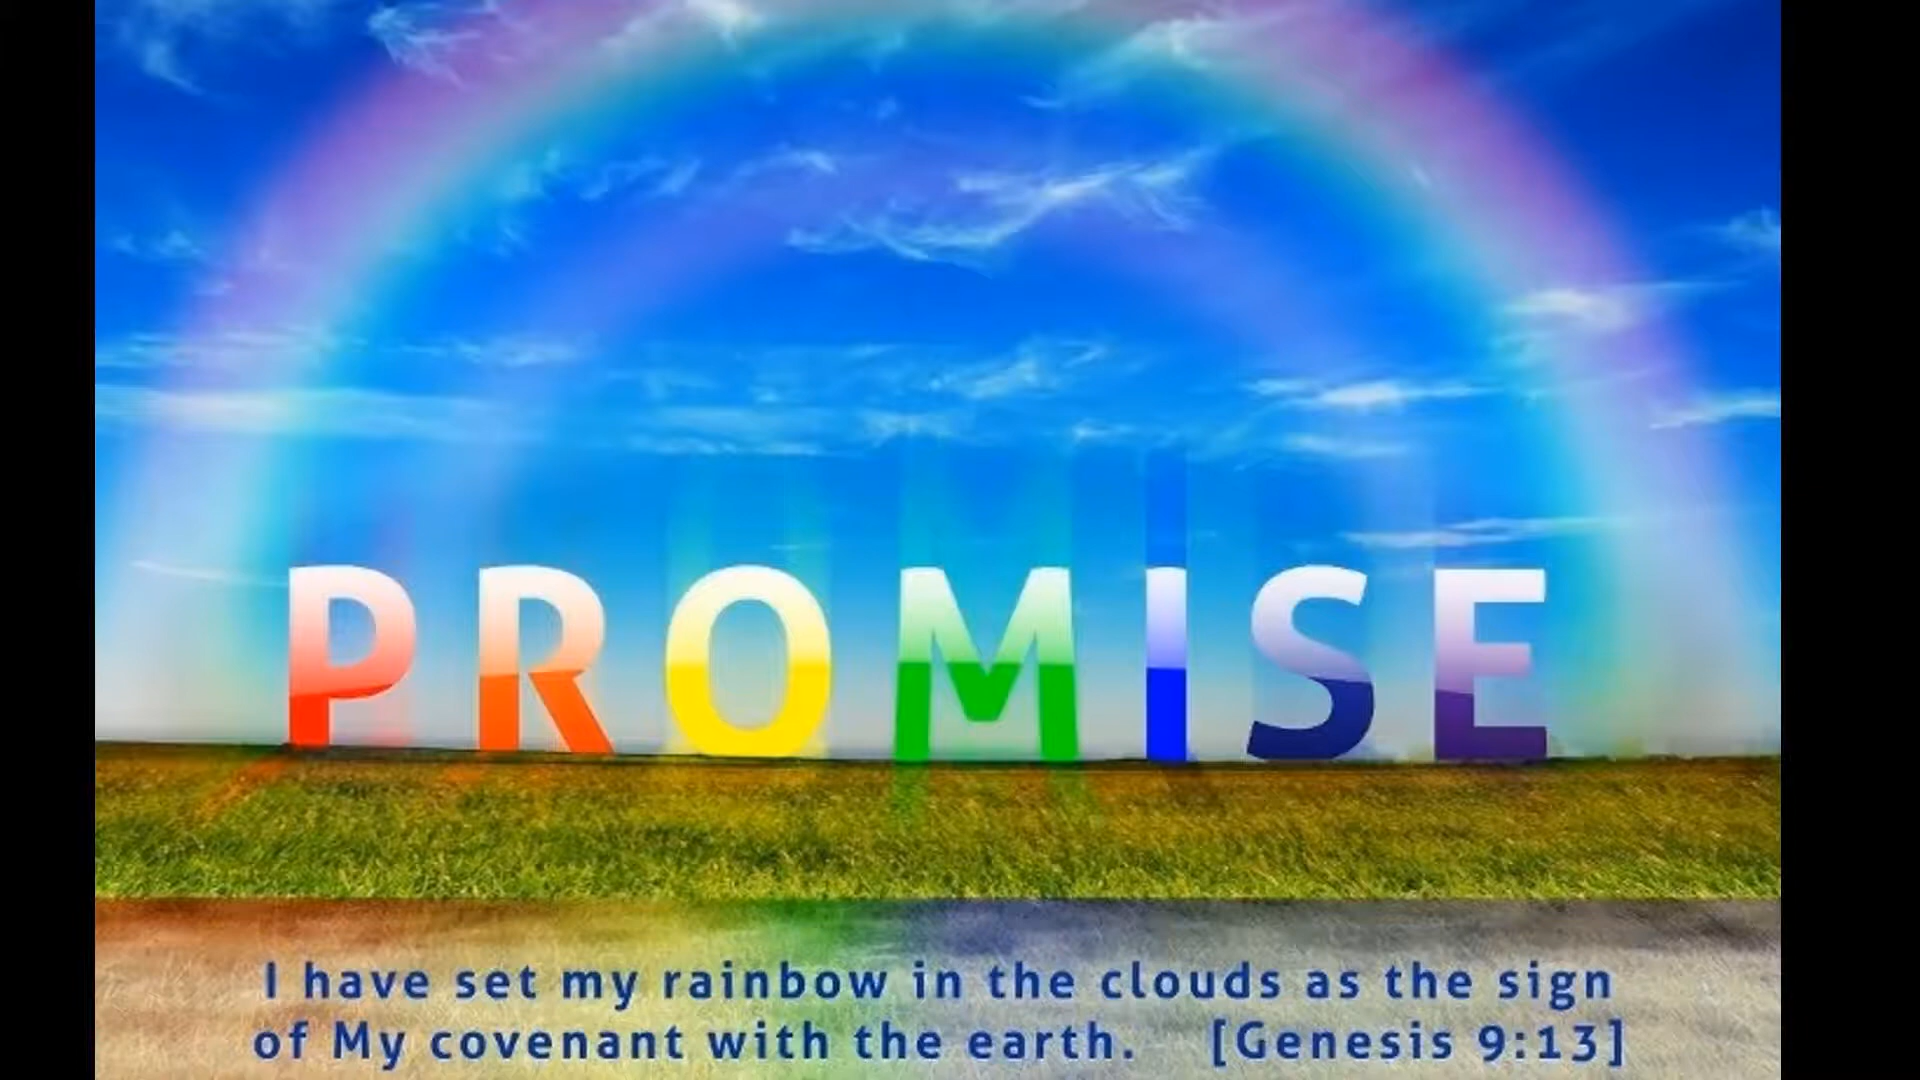 PROMISE
I have set my rainbow in the clouds as the sign
of My covenant with the earth. [Genesis 9:13]